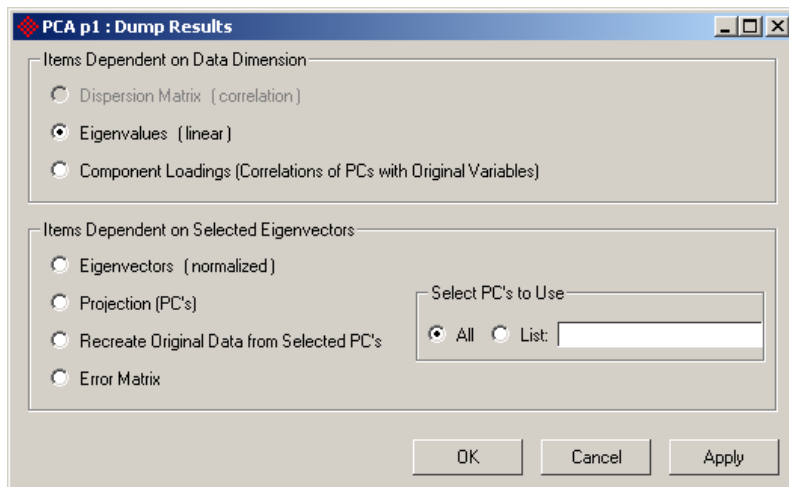 PCA p1 : Dump Results
Items Dependent on Data Dimension
Dispersion Matrix ( correlation )
Eigenvalues ( linear )
Component Loadings (Correlations of PCs with Original Variables)
Items Dependent on Selected Eigenvectors
Eigenvectors ( normalized )
Projection (PC's)
Recreate Original Data from Selected PC's
Error Matrix
Select PC's to Use
All List:
OK Cancel Apply